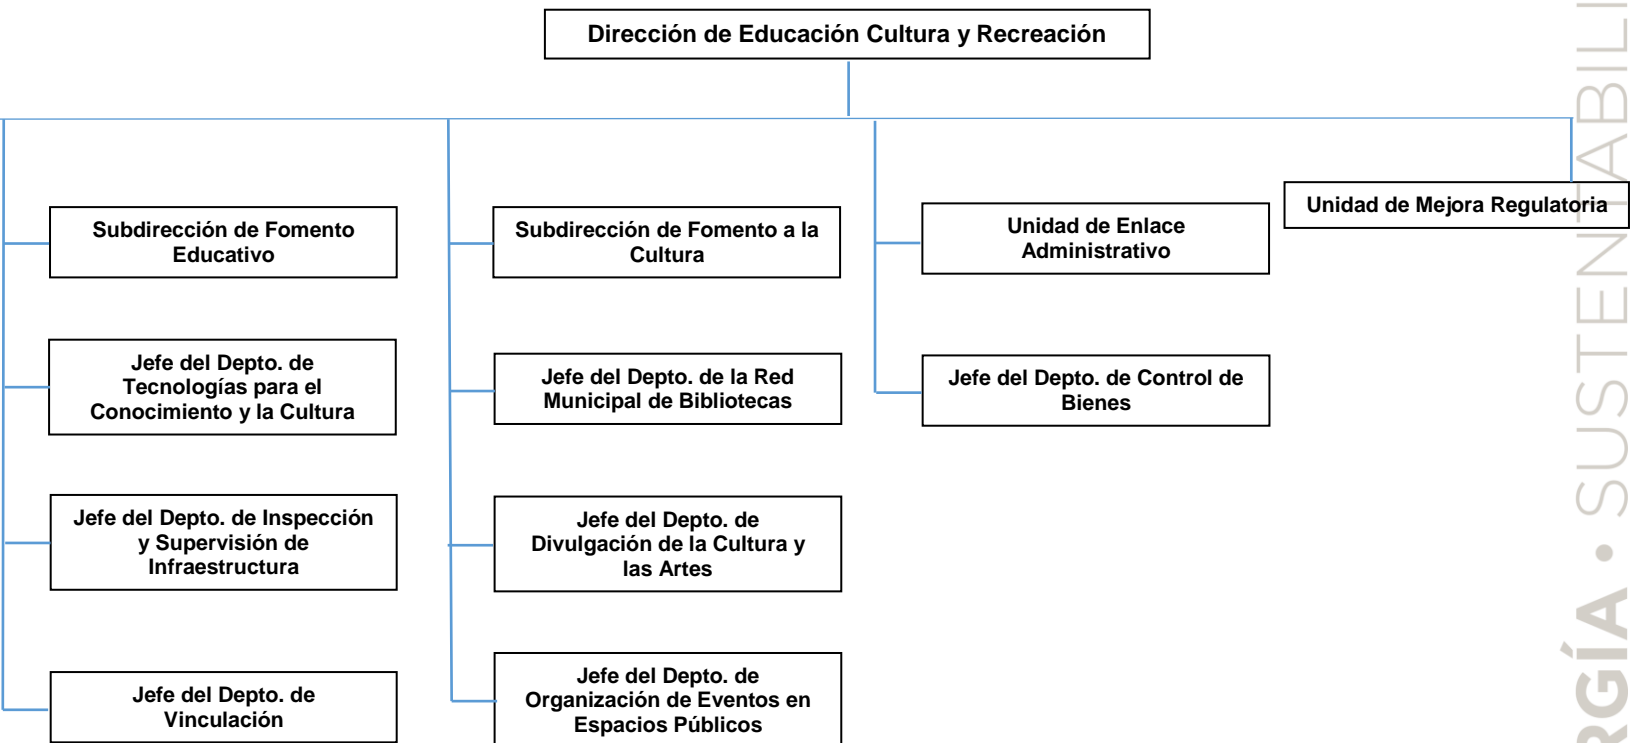 Dirección de Educación Cultura y Recreación
Unidad de Mejora Regulatoria
Subdirección de Fomento
Educativo
Subdirección de Fomento a la
Cultura
Unidad de Enlace
Administrativo
Jefe del Depto. de
Tecnologías para el
Conocimiento y la Cultura
Jefe del Depto. de la Red
Municipal de Bibliotecas
Jefe del Depto. de Control de
Bienes
Jefe del Depto. de Inspección
y Supervisión de
Infraestructura
Jefe del Depto. de
Divulgación de la Cultura y
las Artes
Jefe del Depto. de
Vinculación
Jefe del Depto. de
Organización de Eventos en
Espacios Públicos
RGÍA • SUSTENTABILI